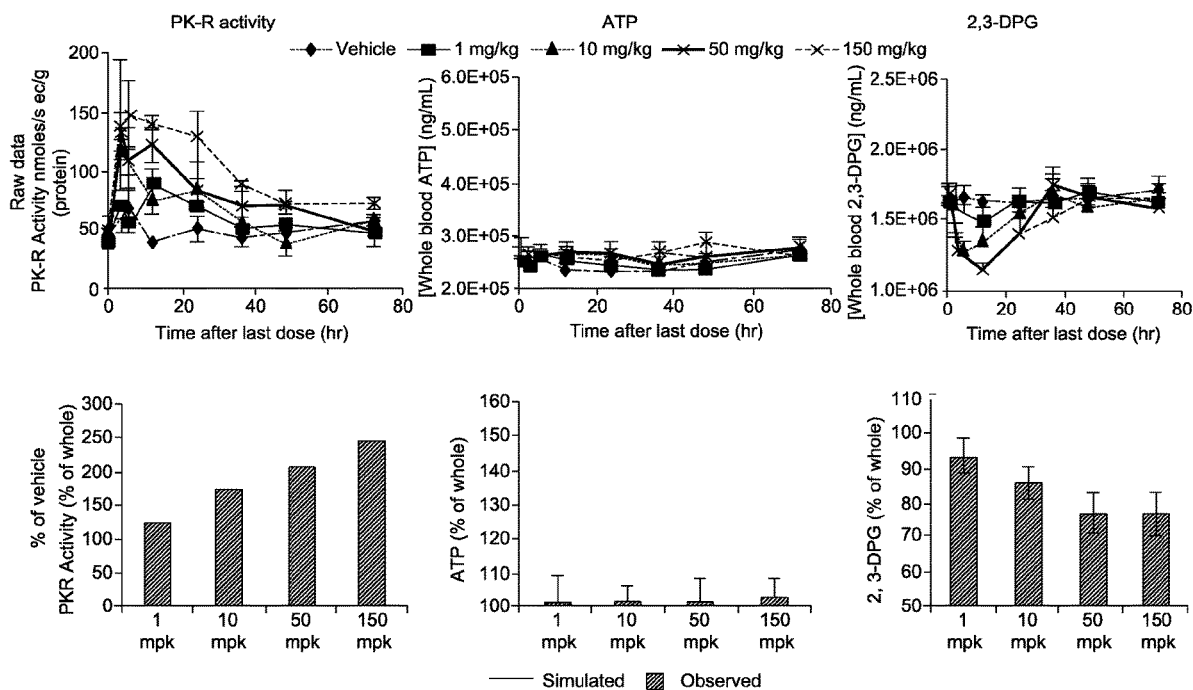 PK-R activity
ATP
2,3-DPG
Vehicle 1 mg/kg 10 mg/kg 50 mg/kg 150 mg/kg
Raw data
PK-R Activity nmoles/s ec/g
(protein)
200
150
100
50
0
0 20 40 60 80
Time after last dose (hr)
[Whole blood ATP] (ng/mL)
6.0E+05
5.0E+05
4.0E+05
3.0E+05
2.0E+05
0 20 40 60 80
Time after last dose (hr)
[Whole blood 2,3-DPG] (ng/mL)
2.5E+06
2.0E+06
1.5E+06
1.0E+06
0 20 40 60 80
Time after last dose (hr)
% of vehicle
PKR Activity (% of whole)
300
250
200
150
100
50
0
1 mpk
10 mpk
50 mpk
150 mpk
ATP (% of whole)
160
150
140
130
120
110
100
1 mpk
10 mpk
50 mpk
150 mpk
2, 3-DPG (% of whole)
110
100
90
80
70
60
50
1 mpk
10 mpk
50 mpk
150 mpk
Simulated Observed